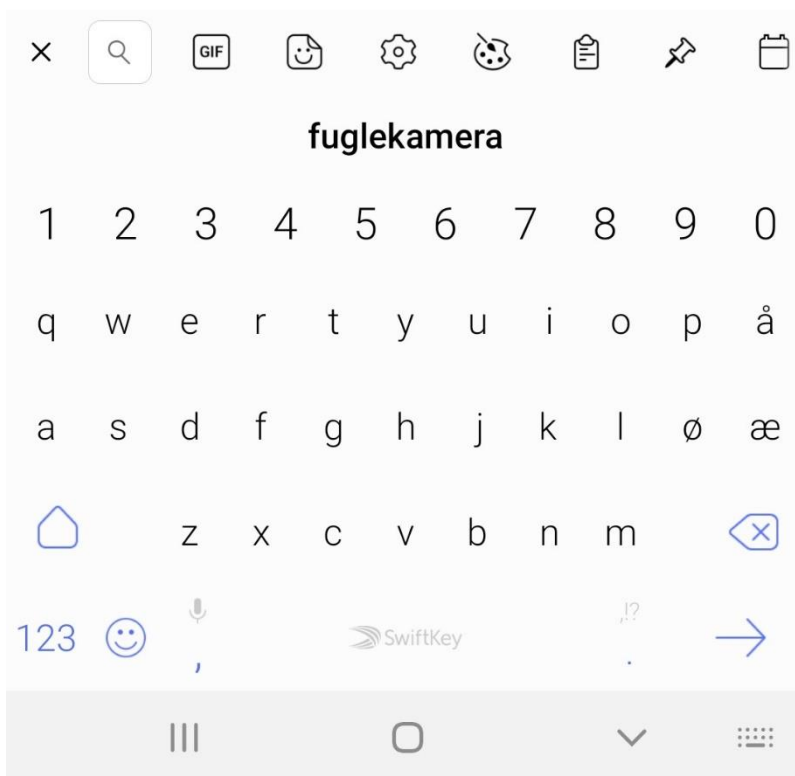 GIF
fuglekamera
1 2 3 4 5 6 7 8 9 0
q w e r t y u i o p å
a s d f g h j k l ø æ
z x c v b n m
,!?
123 , SwiftKey .